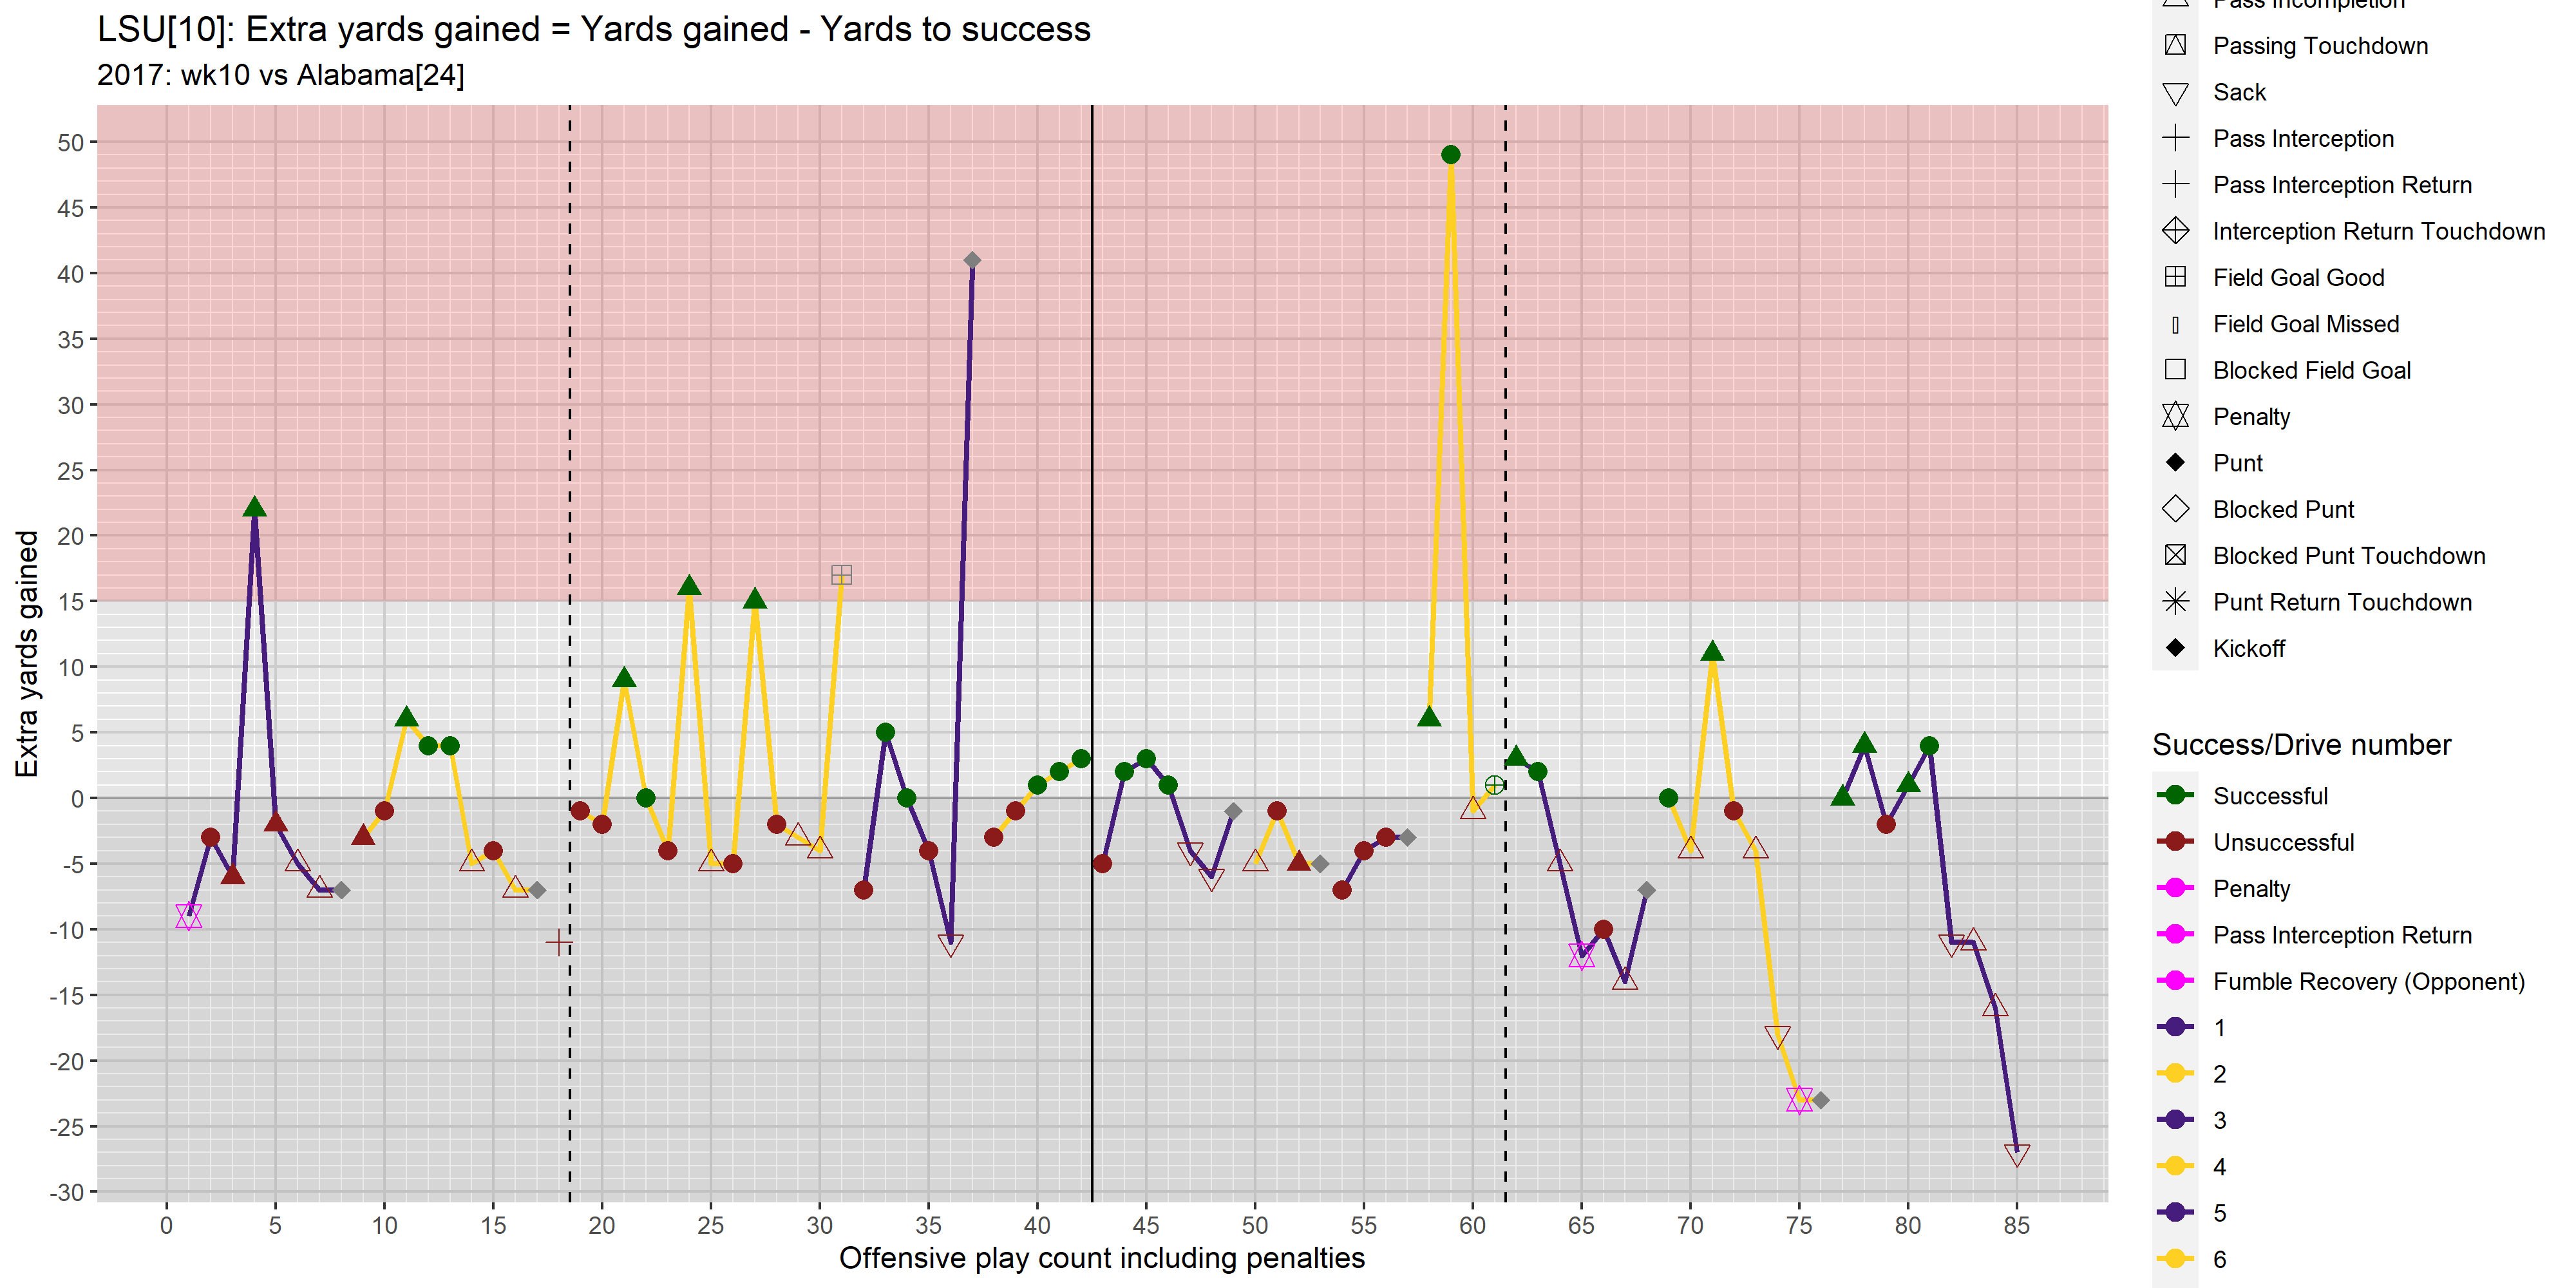 LSU[10]: Extra yards gained = Yards gained - Yards to success
2017: wk10 vs Alabama[24]
Extra yards gained
50
45
40
35
30
25
20
15
10
5
0
-5
-10
-15
-20
-25
-30
0 5 10 15 20 25 30 35 40 45 50 55 60 65 70 75 80 85
Offensive play count including penalties
Pass Incompletion
Passing Touchdown
Sack
Pass Interception
Pass Interception Return
Interception Return Touchdown
Field Goal Good
Field Goal Missed
Blocked Field Goal
Penalty
Punt
Blocked Punt
Blocked Punt Touchdown
Punt Return Touchdown
Kickoff
Success/Drive number
Successful
Unsuccessful
Penalty
Pass Interception Return
Fumble Recovery (Opponent)
1
2
3
4
5
6